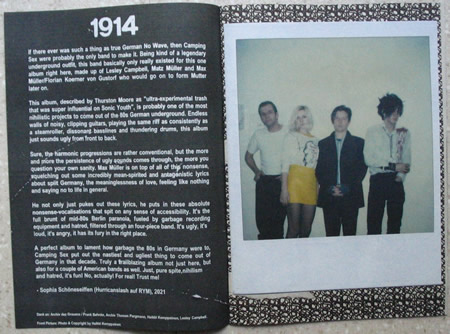 1914
If there ever was such a thing as true German No Wave, then Camping
Sex were probably the only band to make it. Being kind of a legendary
underground outfit, this band basically only really existed for this one
album right here, made up of Lesley Campbell, Matz Müller and Max
Müller/Florian Koerner von Gustorf who would go on to form Mutter
later on.
This album, described by Thurston Moore as "ultra-experimental trash
that was super influential on Sonic Youth", is probably one of the most
nihilistic projects to come out of the 80s German underground. Endless
walls of noisy, clipping guitars, playing the same riff as consistently as
a steamroller, dissonant basslines and thundering drums, this album
just sounds ugly from front to back.
Sure, the harmonic progressions are rather conventional, but the more
and more the persistence of ugly sounds comes through, the more you
question your own sanity. Max Müller is on top of all of this nonsense,
squeiching out some incredibly mean-spirited and antagonistic lyrics
about split Germany, the meaninglessness of love, feeling like nothing
and saying no to life in general.
He not only just pukes out these lyrics, he puts in these absolute
nonsense-vocalisations that spit on any sense of accessibility. It's the
full brunt of mid-80s Berlin paranoia, fueled by garbage recording
equipment and hatred, filtered through an four-piece band. It's ugly, it's
loud, it's angry, it has its fury in the right place.
A perfect album to lament how garbage the 80s in Germany were to,
Camping Sex put out the nastiest and ugliest thing to come out of
Germany in that decade. Truly a trailblazing album not just here, but
also for a couple of American bands as well. Just, pure spite,nihilism
and hatred, it's fun! No, actually! For real! Trust me!
- Sophia Schöneseiffen (Hurricanslash auf RYM), 2021